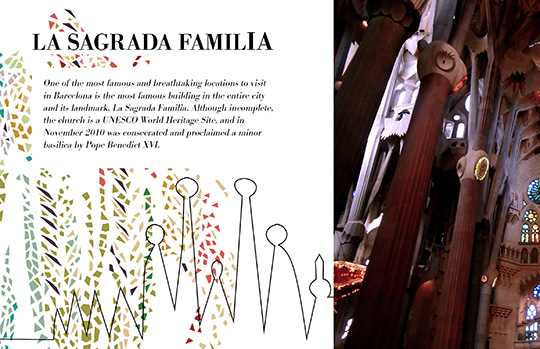 LA SAGRADA FAMILIA
One of the most famous and breathtaking locations to visit
in Barcelona is the most famous building in the entire city
and its landmark, La Sagrada Familia. Although incomplete,
the church is a UNESCO World Heritage Site, and in
November 2010 was consecrated and proclaimed a minor
basilica by Pope Benedict XVI.